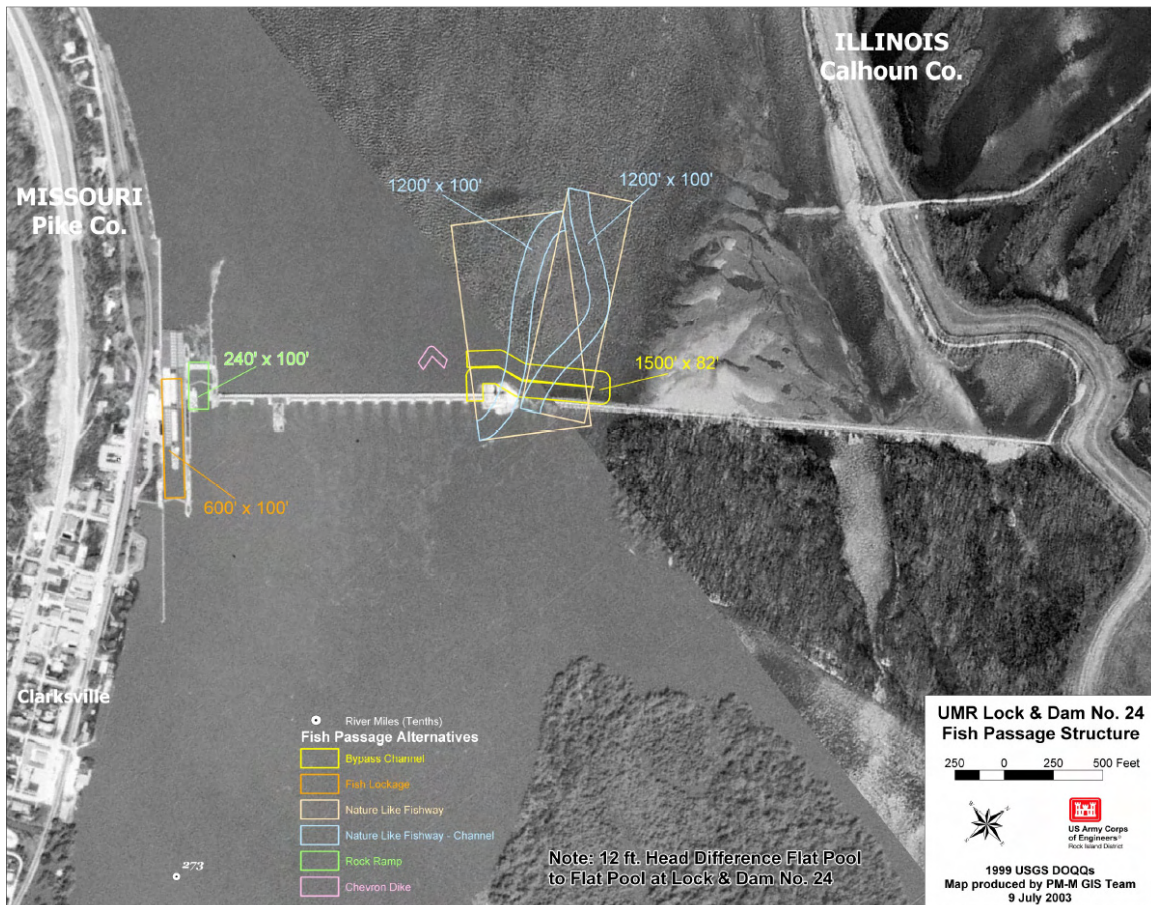 ILLINOIS
Calhoun Co.
MISSOURI
Pike Co.
1200' x 100'
1200' x 100'
240' x 100'
1500' x 82'
600' x 100'
Clarksville
273
River Miles (Tenths)
Fish Passage Alternatives
Bypass Channel
Fish Lockage
Nature Like Fishway
Nature Like Fishway - Channel
Rock Ramp
Chevron Dike
Note: 12 ft. Head Difference Flat Pool
to Flat Pool at Lock & Dam No. 24
UMR Lock & Dam No. 24
Fish Passage Structure
250 0 250 500 Feet
US Army Corps
of Engineers®
Rock Island District
1999 USGS DOQQs
Map produced by PM-M GIS Team
9 July 2003